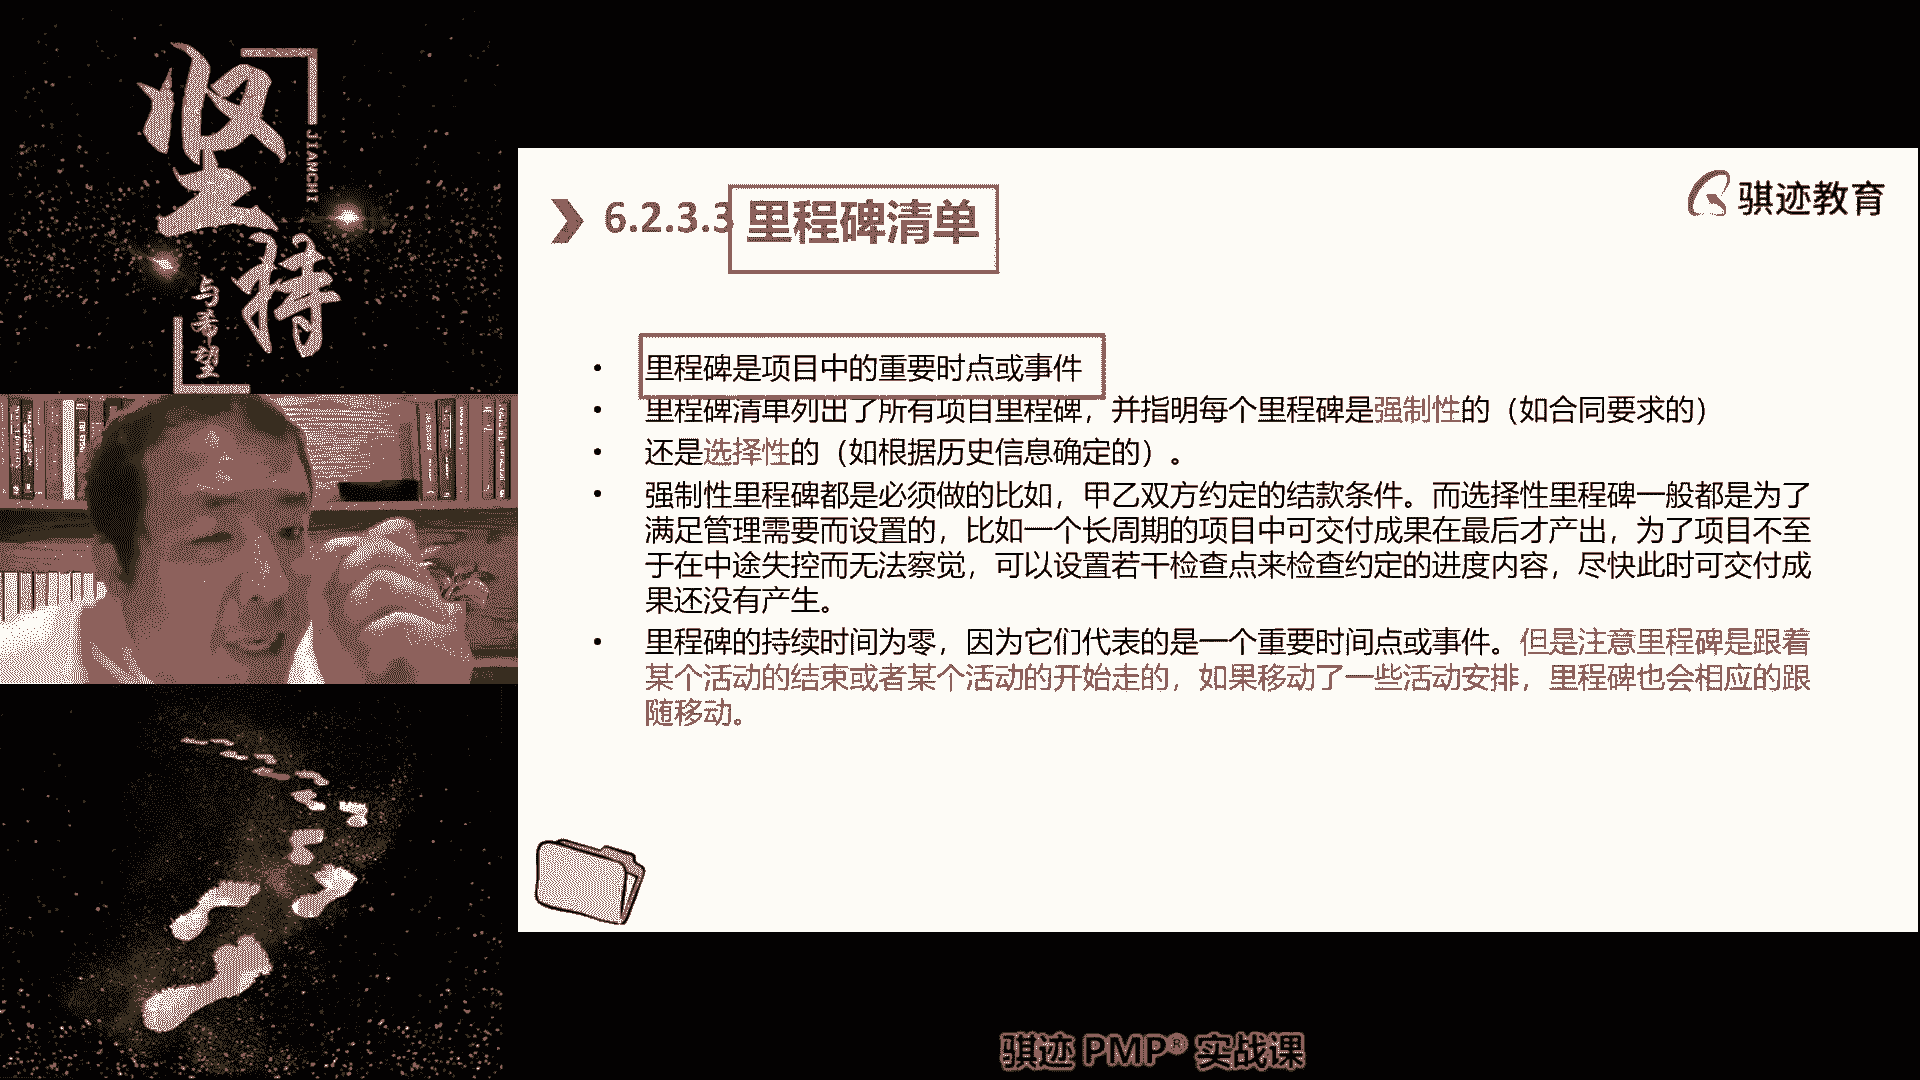 坚持
JIANCHI
与希望
骐迹教育
6.2.3.3 里程碑清单
• 里程碑是项目中的重要时点或事件
• 里程碑清单列出了所有项目里程碑，并指明每个里程碑是强制性的（如合同要求的）
• 还是选择性的（如根据历史信息确定的）。
• 强制性里程碑都是必须做的比如，甲乙双方约定的结款条件。而选择性里程碑一般都是为了
满足管理需要而设置的，比如一个长周期的项目中可交付成果在最后才产出，为了项目不至
于在中途失控而无法察觉，可以设置若干检查点来检查约定的进度内容，尽快此时可交付成
果还没有产生。
• 里程碑的持续时间为零，因为它们代表的是一个重要时间点或事件。但是注意里程碑是跟着
某个活动的结束或者某个活动的开始走的，如果移动了一些活动安排，里程碑也会相应的跟
随移动。
骐迹 PMP® 实战课